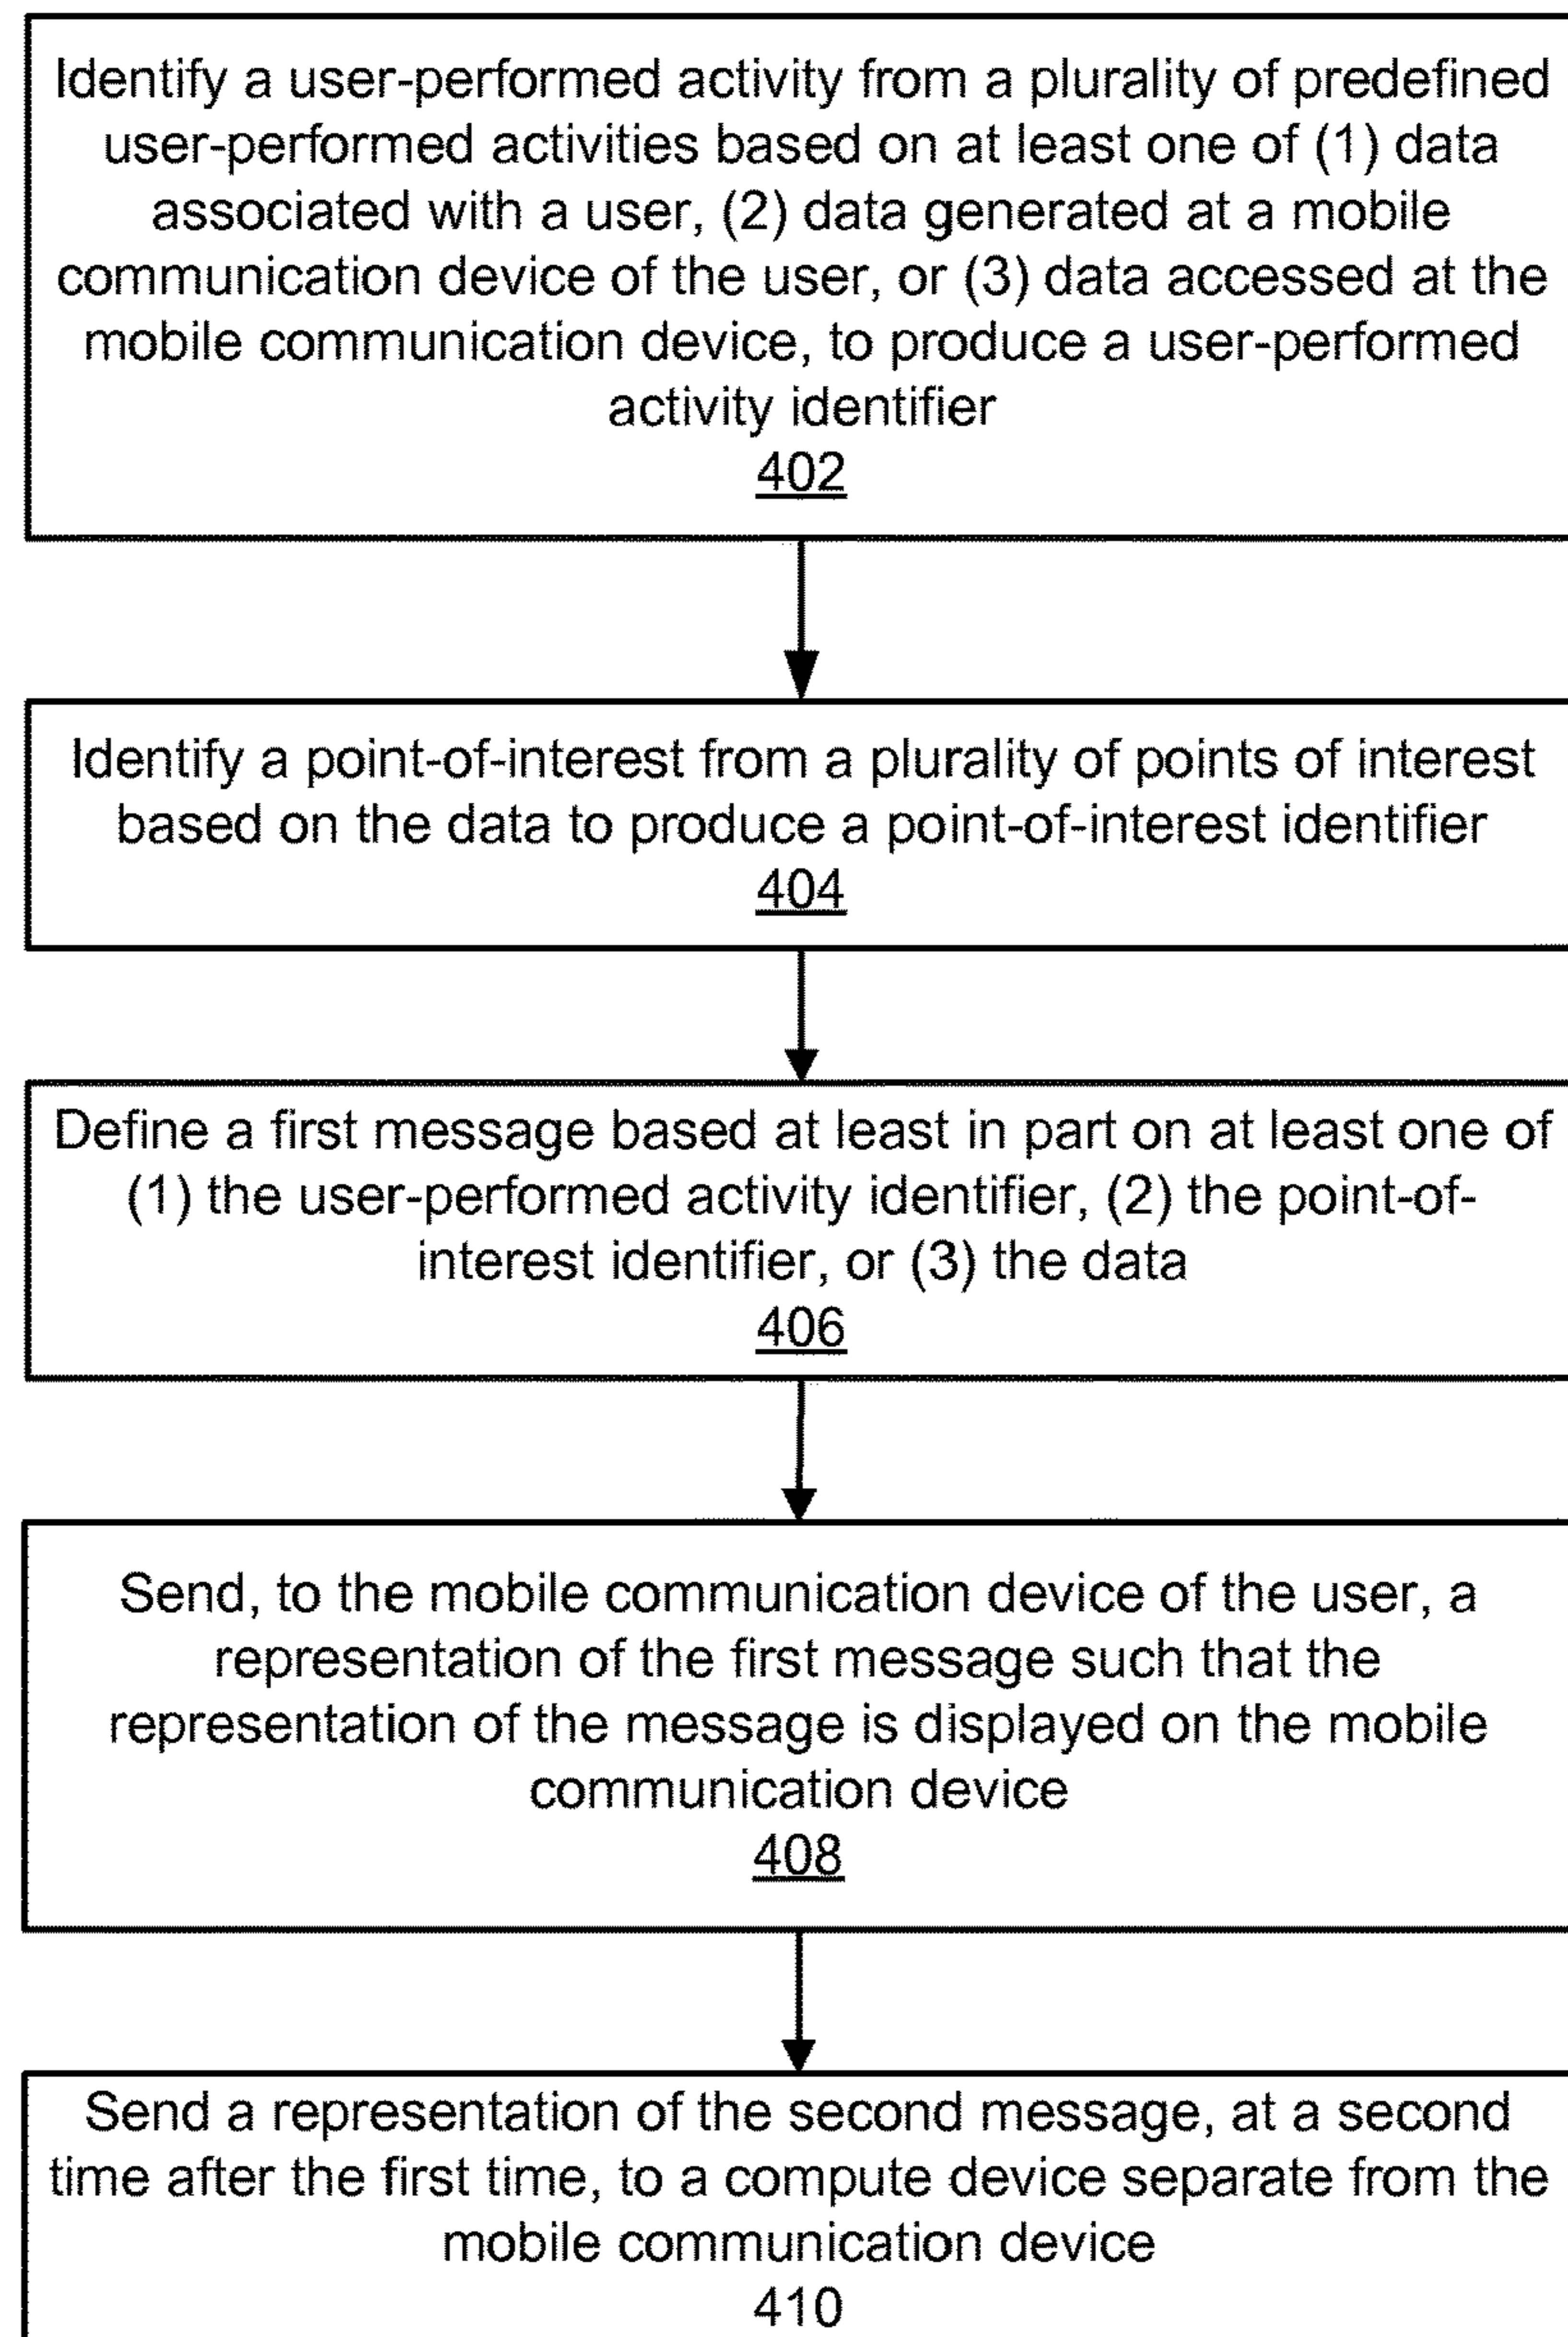 Identify a user-performed activity from a plurality of predefined
user-performed activities based on at least one of (1) data
associated with a user, (2) data generated at a mobile
communication device of the user, or (3) data accessed at the
mobile communication device, to produce a user-performed
activity identifier
402
Identify a point-of-interest from a plurality of points of interest
based on the data to produce a point-of-interest identifier
404
Define a first message based at least in part on at least one of
(1) the user-performed activity identifier, (2) the point-of-
interest identifier, or (3) the data
406
Send, to the mobile communication device of the user, a
representation of the first message such that the
representation of the message is displayed on the mobile
communication device
408
Send a representation of the second message, at a second
time after the first time, to a compute device separate from the
mobile communication device
410